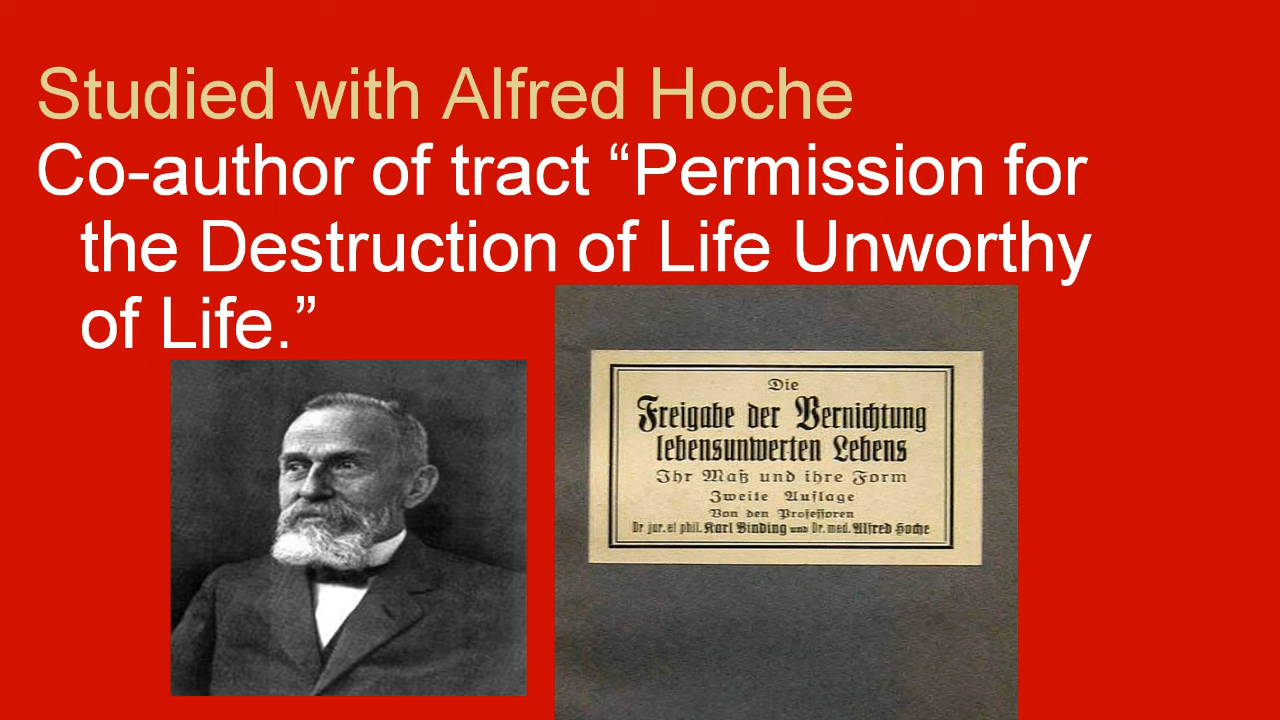 Studied with Alfred Hoche
Co-author of tract “Permission for
the Destruction of Life Unworthy
of Life.”
Die
Freigabe der Vernichtung
lebensunwerten Lebens
Ihr Maß und ihre Form
Zweite Auflage
Von den Professoren
Dr jur. et phil. Karl Binding und Dr. med. Alfred Hoche